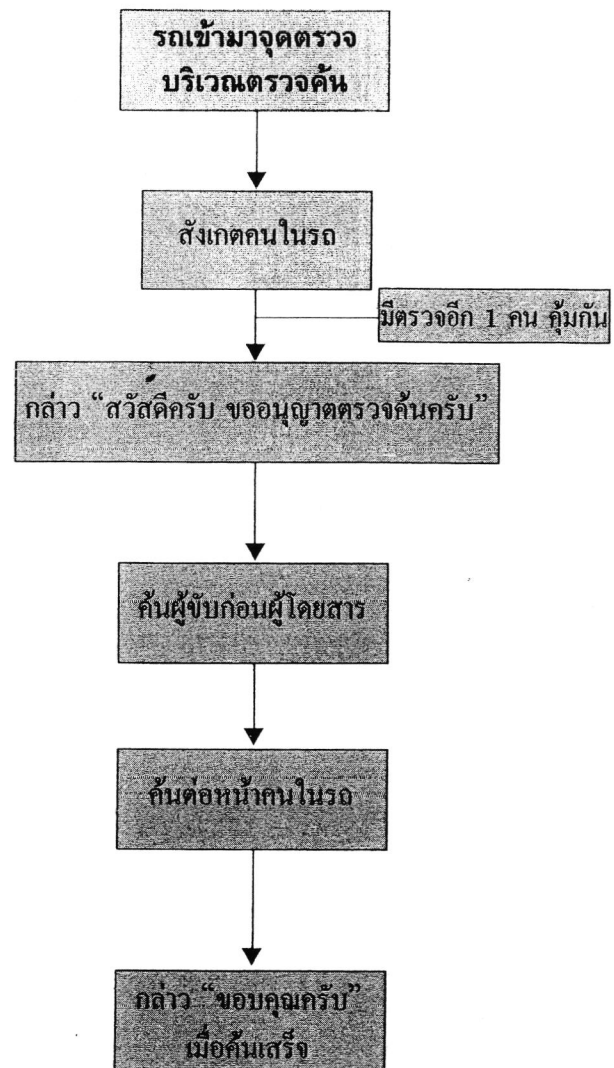 รถเข้ามาจุดตรวจ
บริเวณตรวจค้น
สังเกตคนในรถ
มีตรวจอีก 1 คน คุ้มกัน
กล่าว “สวัสดีครับ ขออนุญาตตรวจค้นครับ”
ค้นผู้ขับก่อนผู้โดยสาร
ค้นต่อหน้าคนในรถ
กล่าว “ขอบคุณครับ”
เมื่อค้นเสร็จ